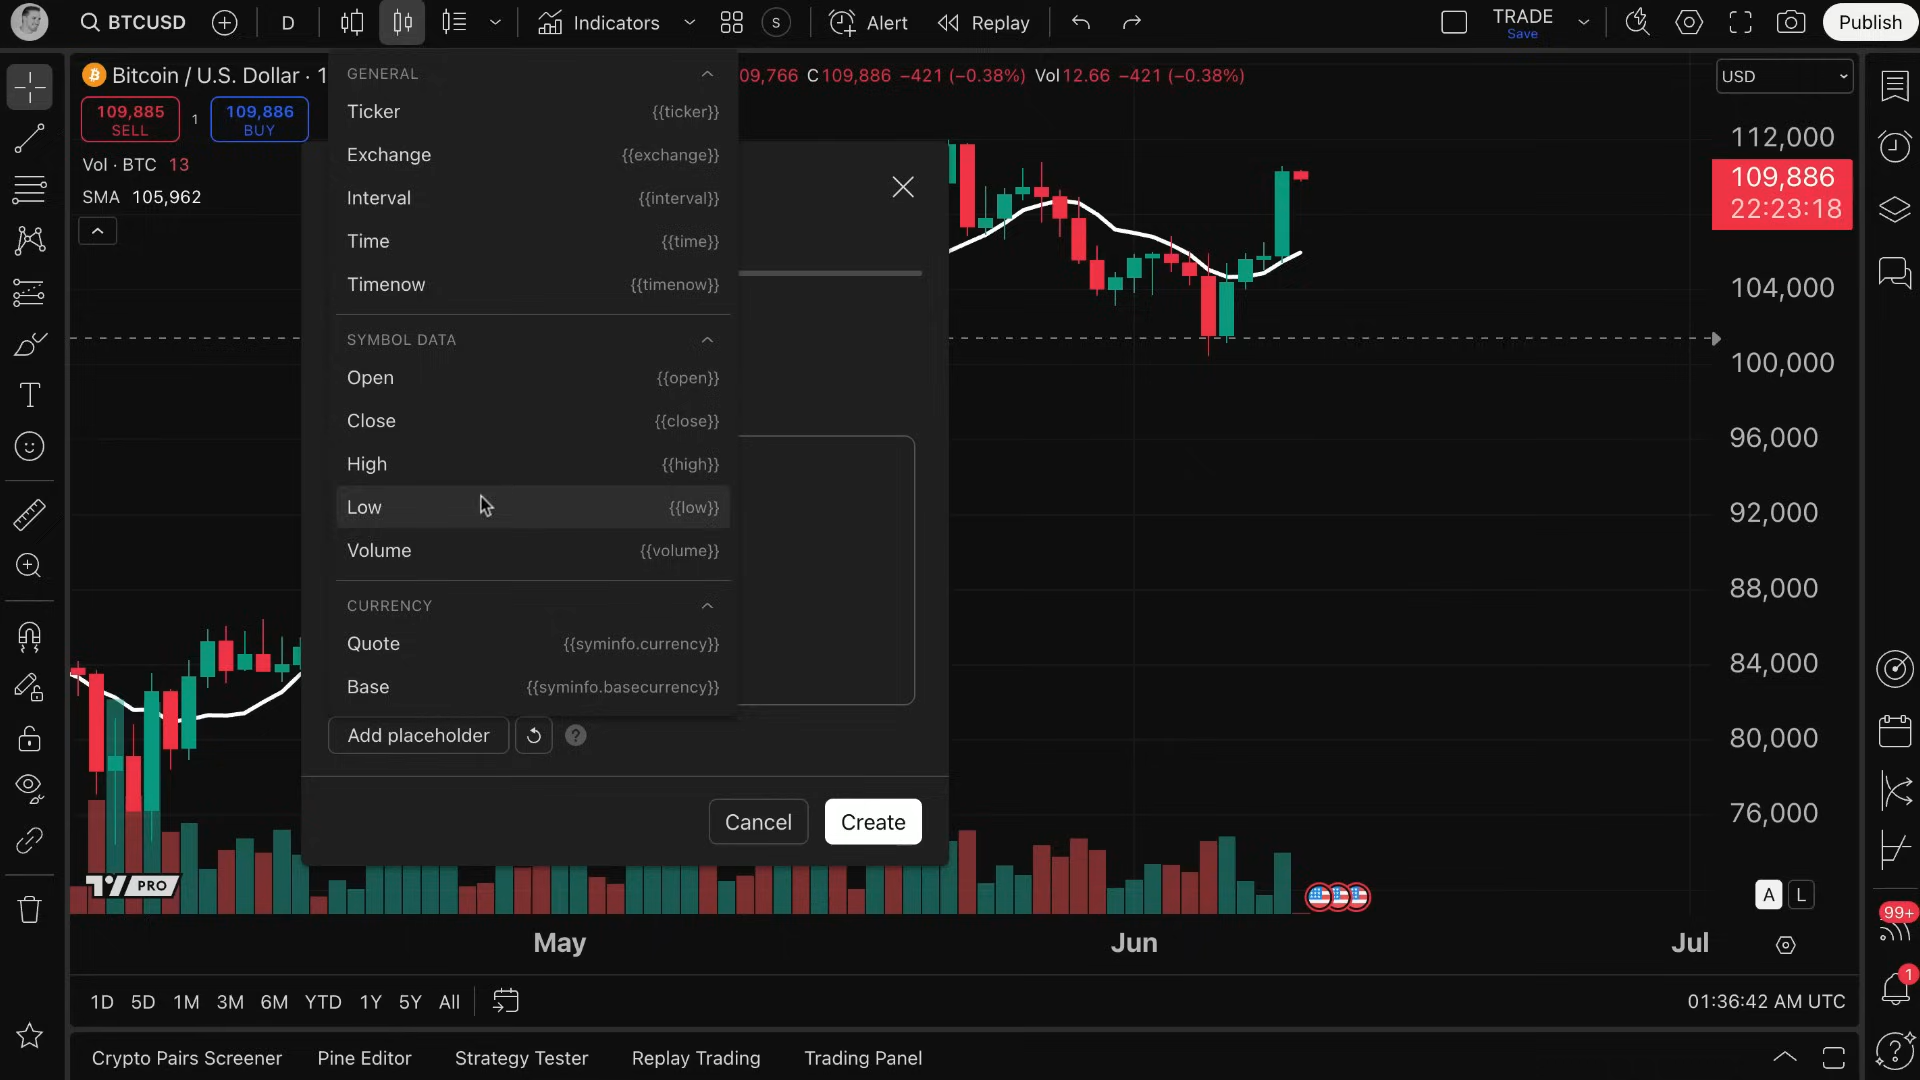 BTCUSD
D
Indicators
S
Alert
Replay
TRADE
Save
Publish
Bitcoin / U.S. Dollar · 1
09,766 C109,886 −421 (−0.38%) Vol12.66 −421 (−0.38%)
USD
109,885
SELL
1
109,886
BUY
Vol · BTC 13
SMA 105,962
GENERAL
Ticker {{ticker}}
Exchange {{exchange}}
Interval {{interval}}
Time {{time}}
Timenow {{timenow}}
SYMBOL DATA
Open {{open}}
Close {{close}}
High {{high}}
Low {{low}}
Volume {{volume}}
CURRENCY
Quote {{syminfo.currency}}
Base {{syminfo.basecurrency}}
Add placeholder
?
Cancel
Create
112,000
109,886
22:23:18
104,000
100,000
96,000
92,000
88,000
84,000
80,000
76,000
PRO
A
L
99+
May
Jun
Jul
1
1D 5D 1M 3M 6M YTD 1Y 5Y All
01:36:42 AM UTC
Crypto Pairs Screener
Pine Editor
Strategy Tester
Replay Trading
Trading Panel
?